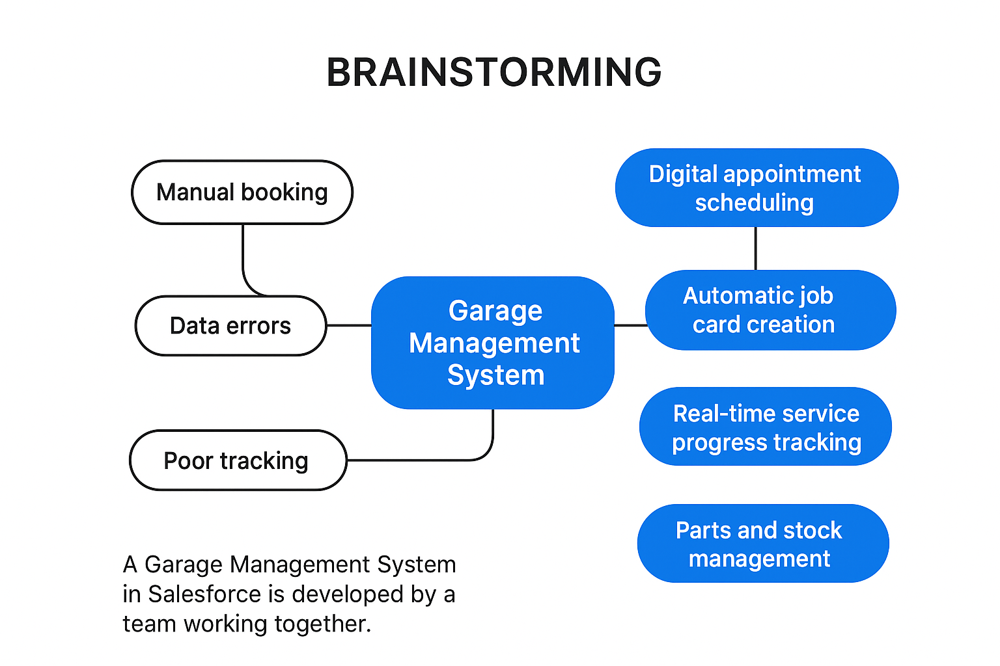 BRAINSTORMING
Manual booking
Data errors
Poor tracking
Garage
Management
System
Digital appointment
scheduling
Automatic job
card creation
Real-time service
progress tracking
Parts and stock
management
A Garage Management System
in Salesforce is developed by a
team working together.